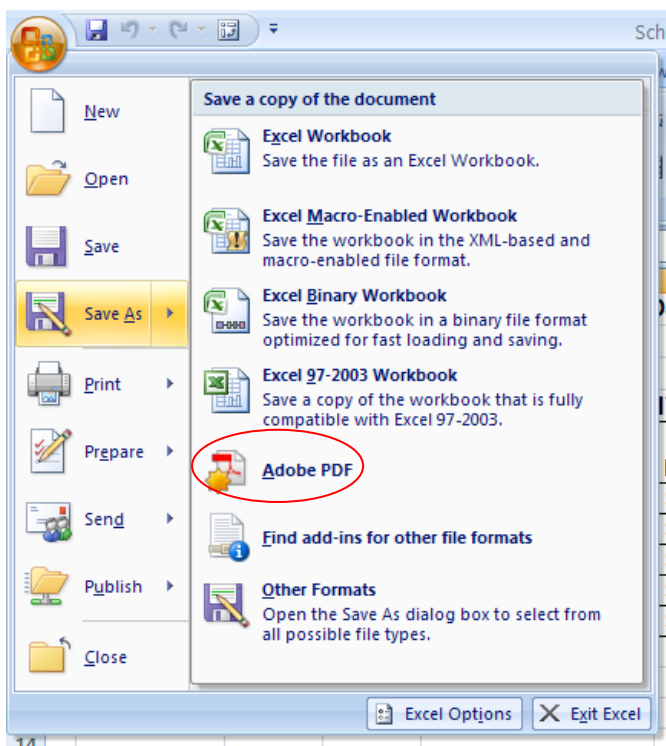 Sch
New
Open
Save
Save As
Print
Prepare
Send
Publish
Close
Save a copy of the document
Excel Workbook
Save the file as an Excel Workbook.
Excel Macro-Enabled Workbook
Save the workbook in the XML-based and
macro-enabled file format.
Excel Binary Workbook
Save the workbook in a binary file format
optimized for fast loading and saving.
Excel 97-2003 Workbook
Save a copy of the workbook that is fully
compatible with Excel 97-2003.
Adobe PDF
Find add-ins for other file formats
Other Formats
Open the Save As dialog box to select from
all possible file types.
Excel Options
Exit Excel
14